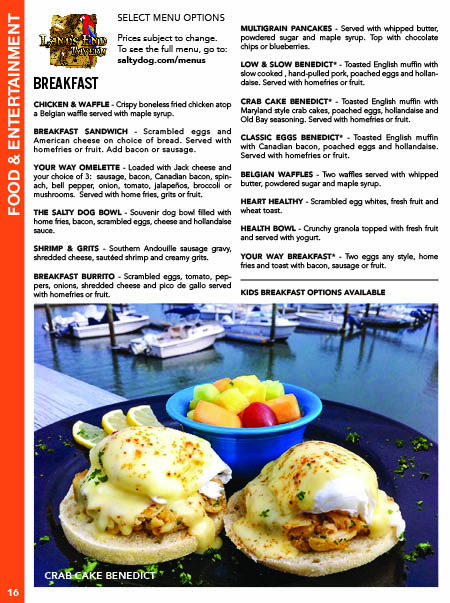 FOOD & ENTERTAINMENT
LAND'S END
TAVERN
SELECT MENU OPTIONS
Prices subject to change.
To see the full menu, go to:
saltydog.com/menus
BREAKFAST
CHICKEN & WAFFLE - Crispy boneless fried chicken atop
a Belgian waffle served with maple syrup.
BREAKFAST SANDWICH - Scrambled eggs and
American cheese on choice of bread. Served with
homefries or fruit. Add bacon or sausage.
YOUR WAY OMELETTE - Loaded with Jack cheese and
your choice of 3: sausage, bacon, Canadian bacon, spin-
ach, bell pepper, onion, tomato, jalapeños, broccoli or
mushrooms. Served with home fries, grits or fruit.
THE SALTY DOG BOWL - Souvenir dog bowl filled with
home fries, bacon, scrambled eggs, cheese and hollandaise
sauce.
SHRIMP & GRITS - Southern Andouille sausage gravy,
shredded cheese, sautéed shrimp and creamy grits.
BREAKFAST BURRITO - Scrambled eggs, tomato, pep-
pers, onions, shredded cheese and pico de gallo served
with homefries or fruit.
MULTIGRAIN PANCAKES - Served with whipped butter,
powdered sugar and maple syrup. Top with chocolate
chips or blueberries.
LOW & SLOW BENEDICT* - Toasted English muffin with
slow cooked , hand-pulled pork, poached eggs and hollan-
daise. Served with homefries or fruit.
CRAB CAKE BENEDICT* - Toasted English muffin with
Maryland style crab cakes, poached eggs, hollandaise and
Old Bay seasoning. Served with homefries or fruit.
CLASSIC EGGS BENEDICT* - Toasted English muffin
with Canadian bacon, poached eggs and hollandaise.
Served with homefries or fruit.
BELGIAN WAFFLES - Two waffles served with whipped
butter, powdered sugar and maple syrup.
HEART HEALTHY - Scrambled egg whites, fresh fruit and
wheat toast.
HEALTH BOWL - Crunchy granola topped with fresh fruit
and served with yogurt.
YOUR WAY BREAKFAST* - Two eggs any style, home
fries and toast with bacon, sausage or fruit.
KIDS BREAKFAST OPTIONS AVAILABLE
CRAB CAKE BENEDICT
16